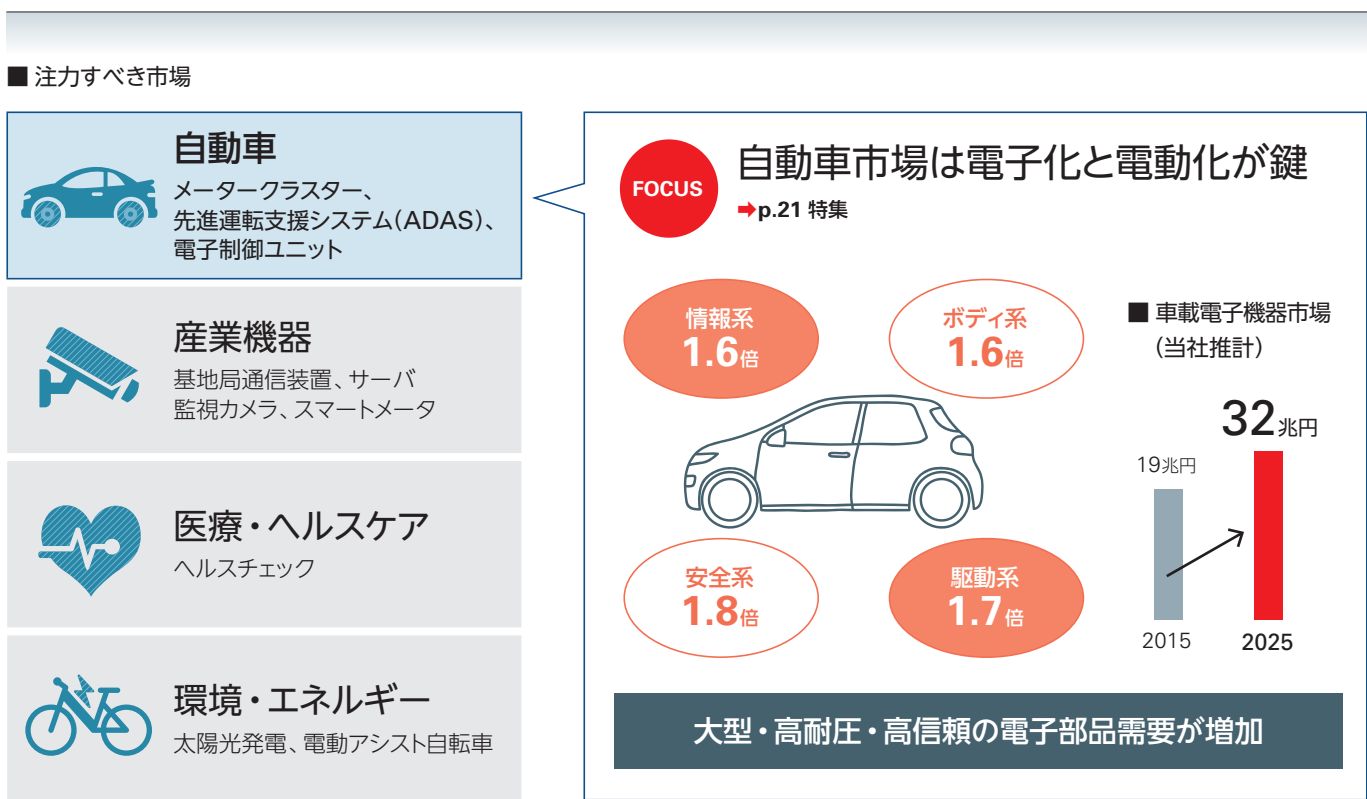 ■ 注力すべき市場
自動車
メータークラスター、
先進運転支援システム（ADAS）、
電子制御ユニット
産業機器
基地局通信装置、サーバ
監視カメラ、スマートメータ
医療・ヘルスケア
ヘルスチェック
環境・エネルギー
太陽光発電、電動アシスト自転車
FOCUS
自動車市場は電子化と電動化が鍵
➡p.21 特集
情報系
1.6倍
ボディ系
1.6倍
安全系
1.8倍
駆動系
1.7倍
■ 車載電子機器市場
（当社推計）
32兆円
19兆円
2015
2025
大型・高耐圧・高信頼の電子部品需要が増加